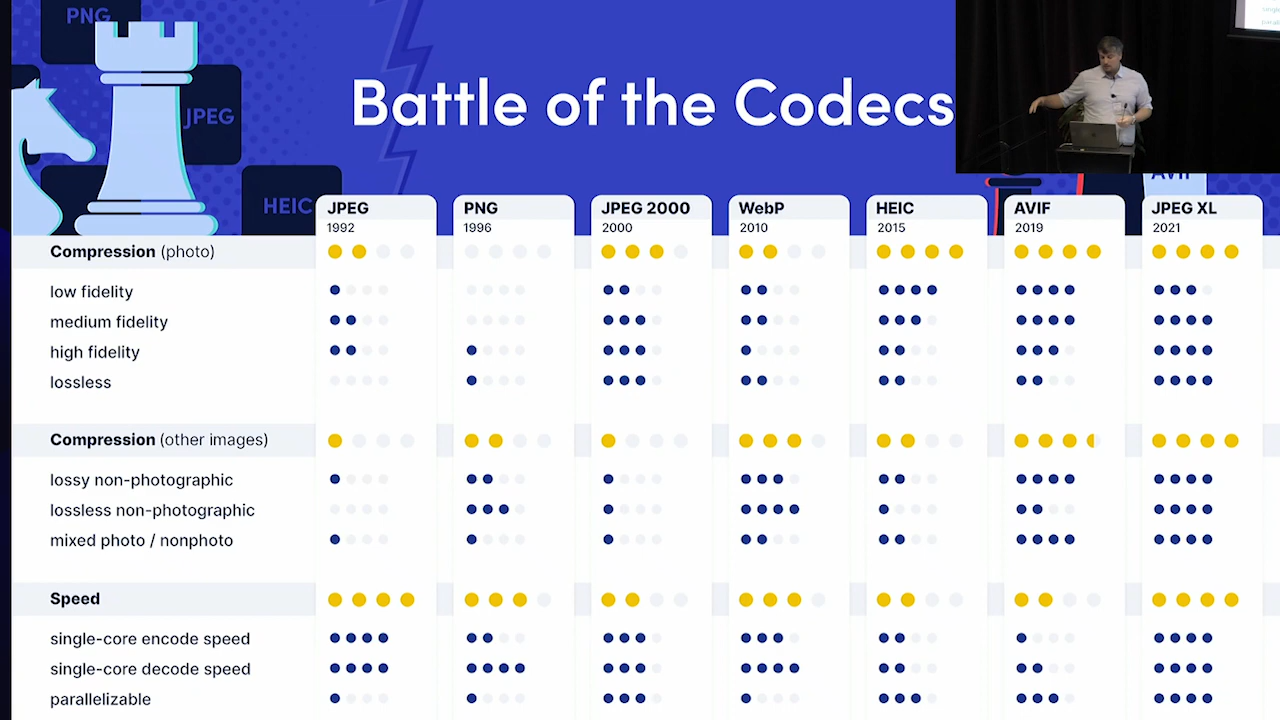 PNG
JPEG
HEIC
Battle of the Codecs
AVIF
JPEG PNG JPEG 2000 WebP HEIC AVIF JPEG XL
1992 1996 2000 2010 2015 2019 2021
Compression (photo)
low fidelity
medium fidelity
high fidelity
lossless
Compression (other images)
lossy non-photographic
lossless non-photographic
mixed photo / nonphoto
Speed
single-core encode speed
single-core decode speed
parallelizable